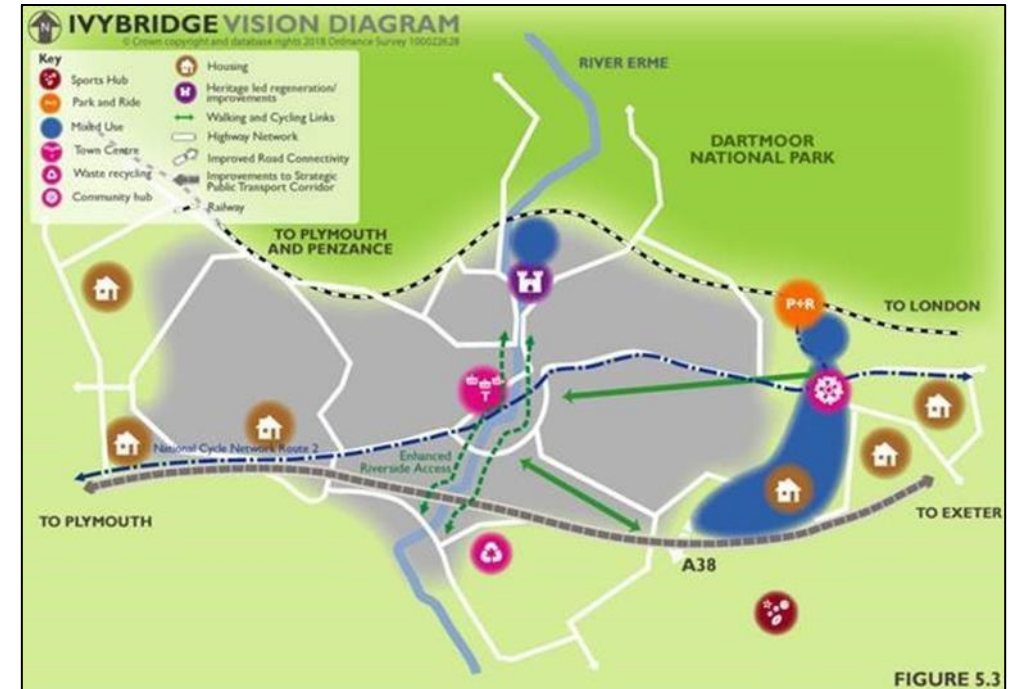 N IVYBRIDGE VISION DIAGRAM
© Crown copyright and database rights 2018 Ordnance Survey 100022628
Key
Sports Hub
P+R Park and Ride
Mixed Use
T Town Centre
Waste recycling
Community hub
Housing
Heritage led regeneration/
improvements
Walking and Cycling Links
Highway Network
Improved Road Connectivity
Improvements to Strategic
Public Transport Corridor
Railway
RIVER ERME
DARTMOOR
NATIONAL PARK
TO PLYMOUTH
AND PENZANCE
P+R
TO LONDON
T
National Cycle Network Route 2
Enhanced
Riverside Access
TO PLYMOUTH
TO EXETER
A38
FIGURE 5.3